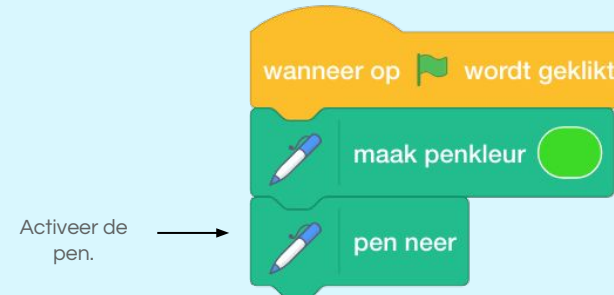 wanneer op wordt geklikt
maak penkleur
Activeer de
pen.
pen neer